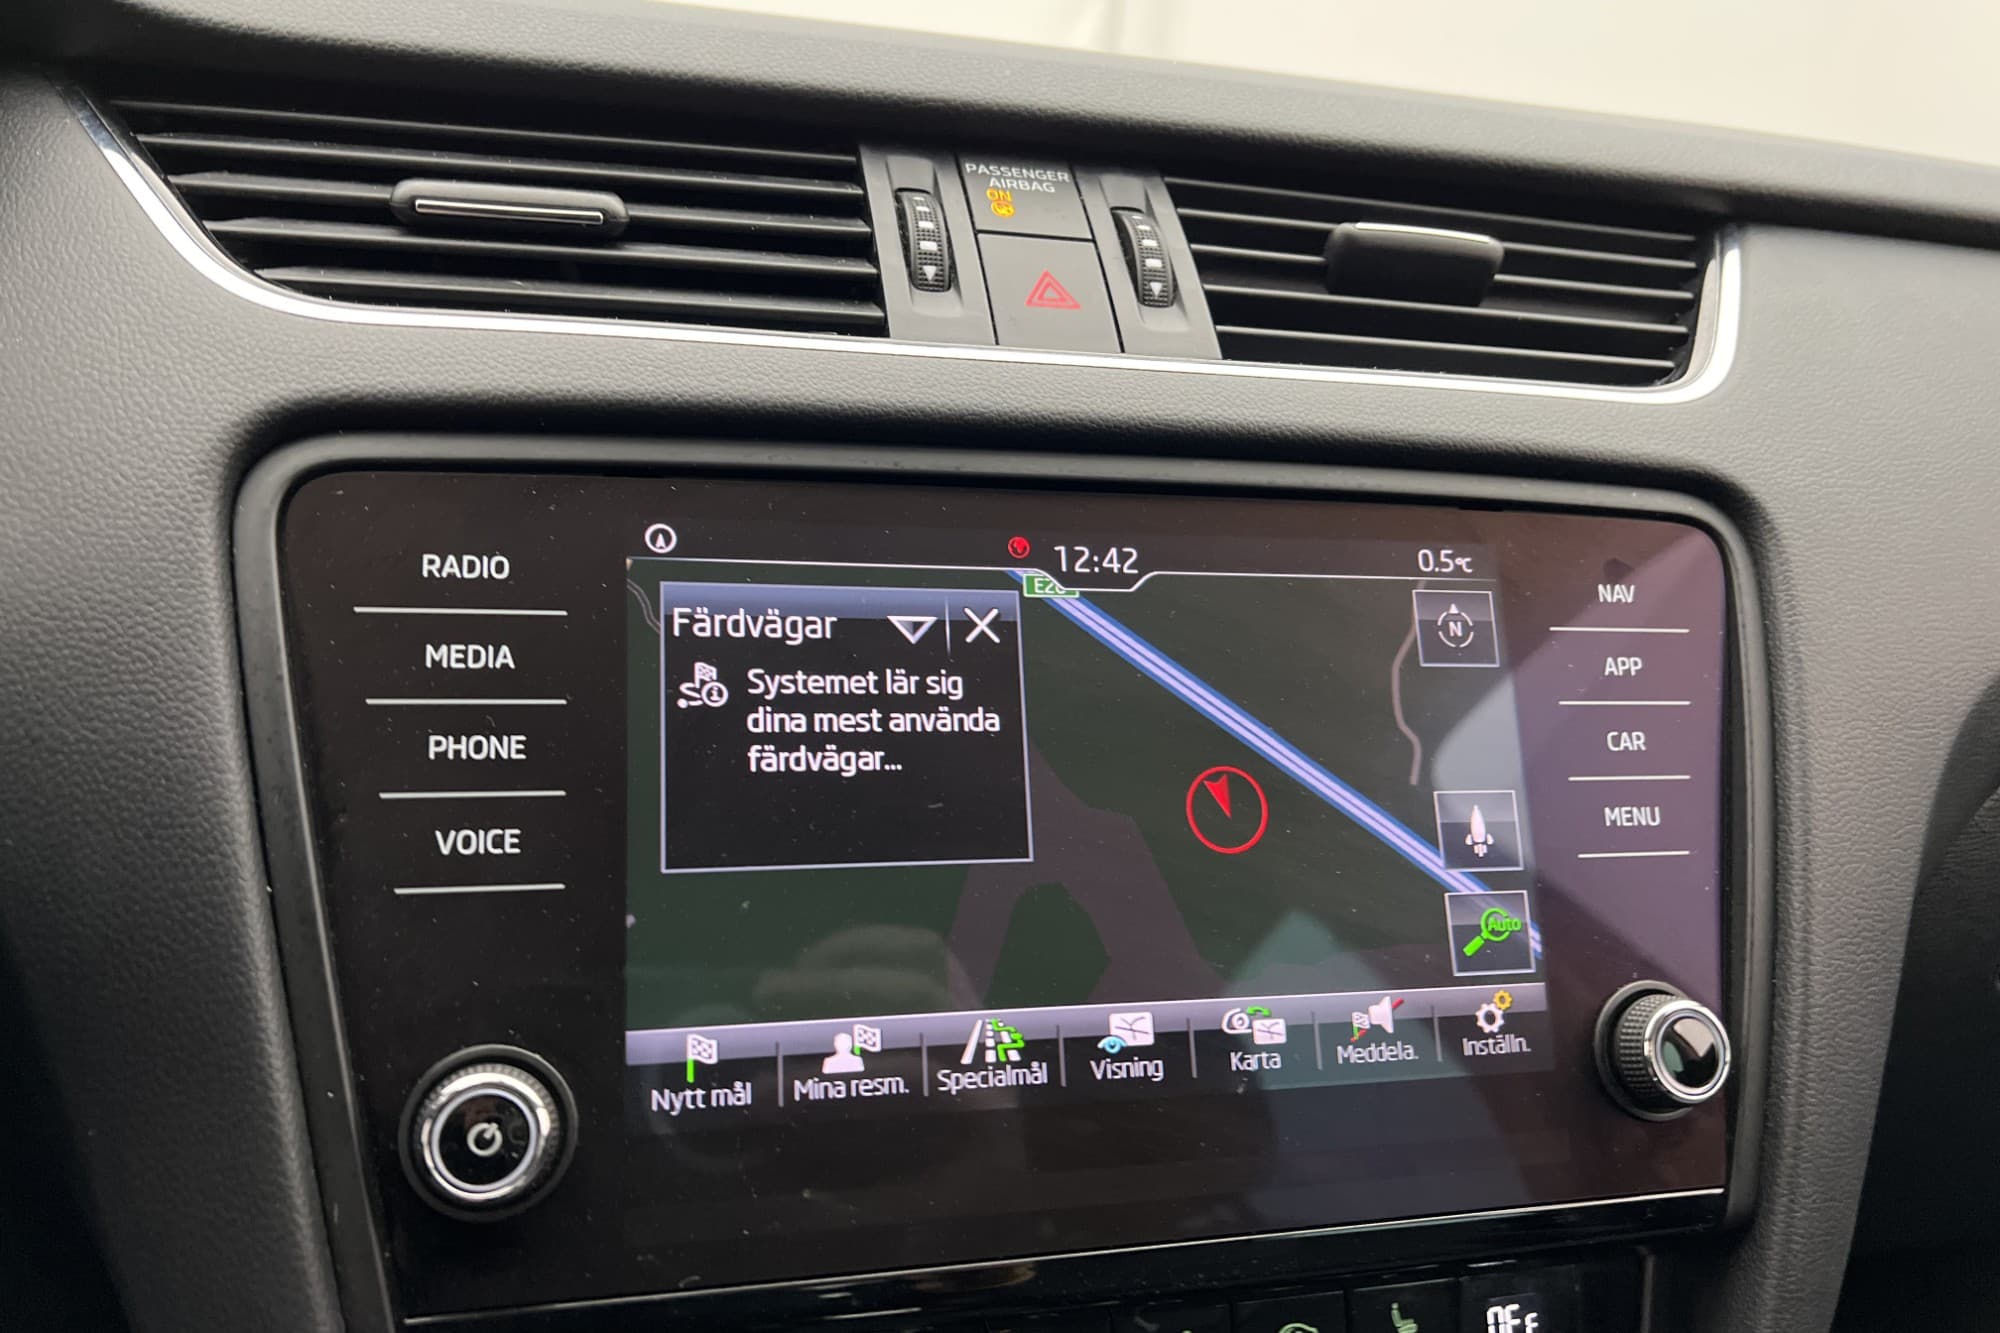 PASSENGER
AIRBAG
ON
RADIO
MEDIA
PHONE
VOICE
12:42
0.5°C
Färdvägar
Systemet lär sig
dina mest använda
färdvägar...
N
Auto
NAV
APP
CAR
MENU
Nytt mål
Mina resm.
Specialmål
Visning
Karta
Meddela.
Inställn.
OFF